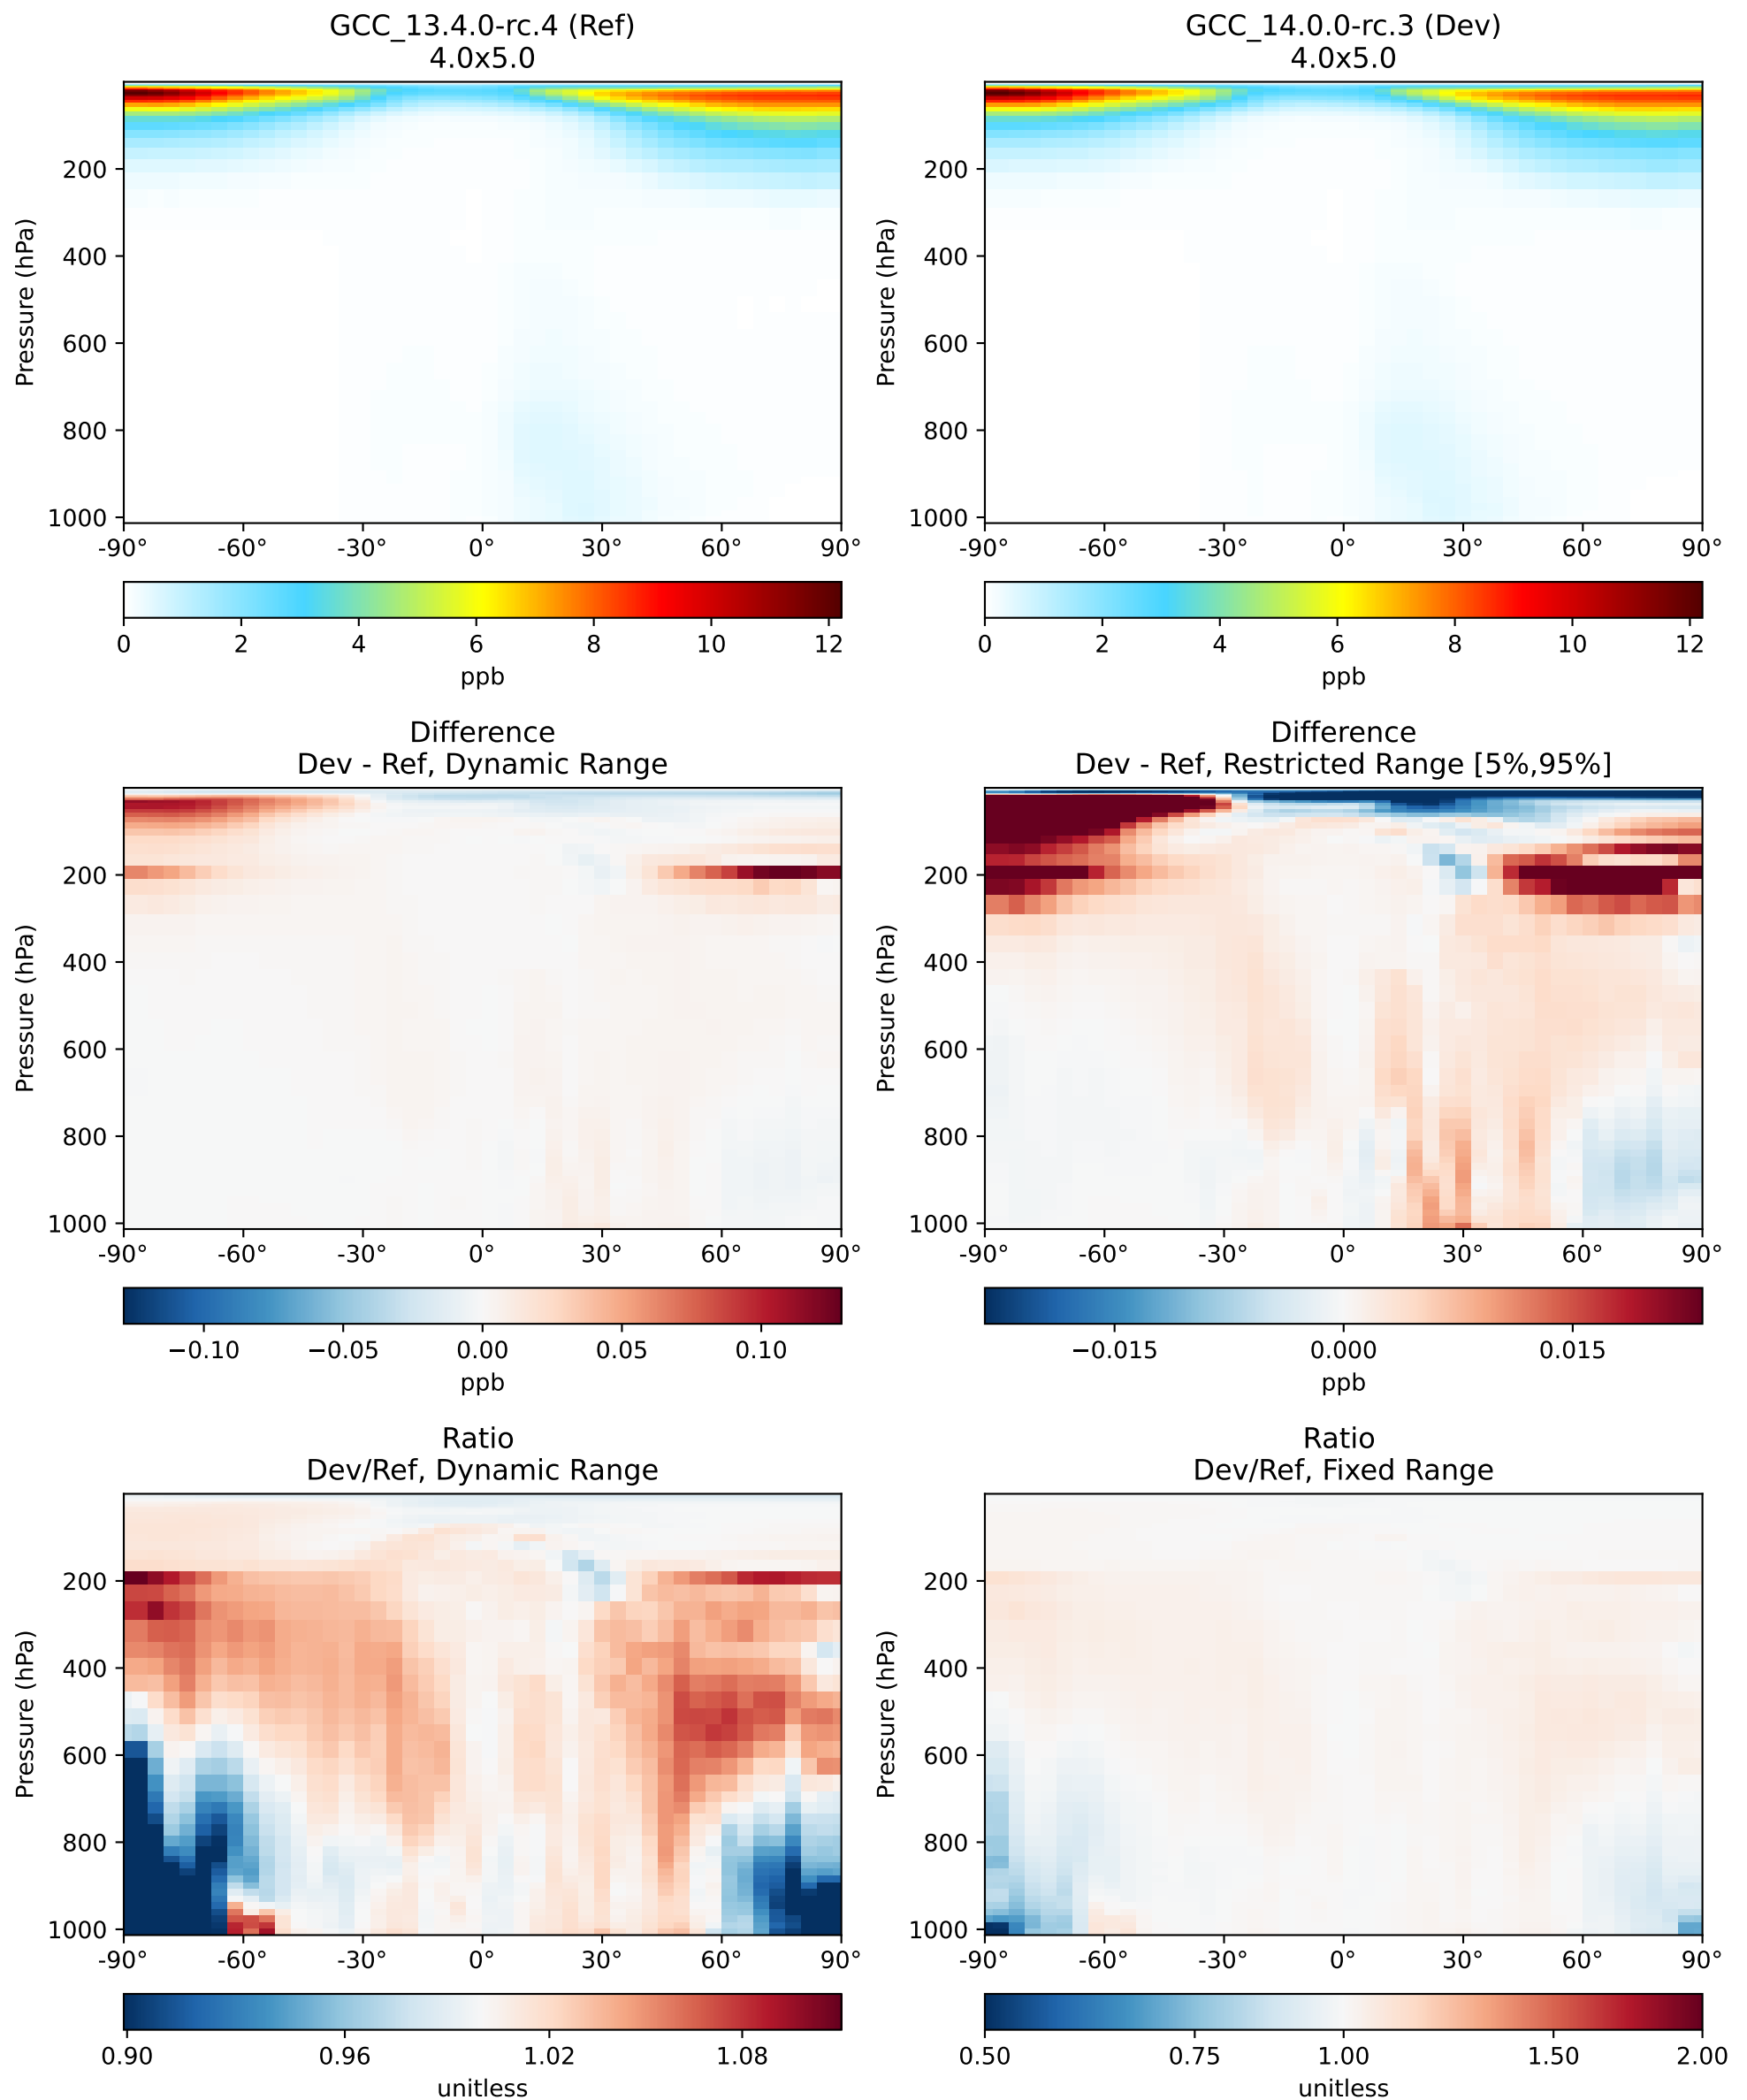 GCC_13.4.0-rc.4 (Ref)
4.0x5.0
Pressure (hPa)
200
400
600
800
1000
-90° -60° -30° 0° 30° 60° 90°
0 2 4 6 8 10 12
ppb
GCC_14.0.0-rc.3 (Dev)
4.0x5.0
Pressure (hPa)
200
400
600
800
1000
-90° -60° -30° 0° 30° 60° 90°
0 2 4 6 8 10 12
ppb
Difference
Dev - Ref, Dynamic Range
Pressure (hPa)
200
400
600
800
1000
-90° -60° -30° 0° 30° 60° 90°
−0.10 −0.05 0.00 0.05 0.10
ppb
Difference
Dev - Ref, Restricted Range [5%,95%]
Pressure (hPa)
200
400
600
800
1000
-90° -60° -30° 0° 30° 60° 90°
−0.015 0.000 0.015
ppb
Ratio
Dev/Ref, Dynamic Range
Pressure (hPa)
200
400
600
800
1000
-90° -60° -30° 0° 30° 60° 90°
0.90 0.96 1.02 1.08
unitless
Ratio
Dev/Ref, Fixed Range
Pressure (hPa)
200
400
600
800
1000
-90° -60° -30° 0° 30° 60° 90°
0.50 0.75 1.00 1.50 2.00
unitless